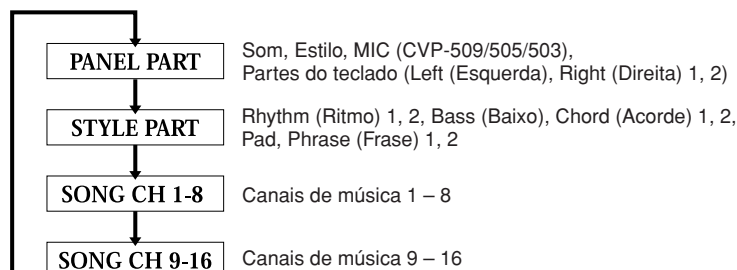 PANEL PART
Som, Estilo, MIC (CVP-509/505/503),
Partes do teclado (Left (Esquerda), Right (Direita) 1, 2)
STYLE PART
Rhythm (Ritmo) 1, 2, Bass (Baixo), Chord (Acorde) 1, 2,
Pad, Phrase (Frase) 1, 2
SONG CH 1-8
Canais de música 1 – 8
SONG CH 9-16
Canais de música 9 – 16